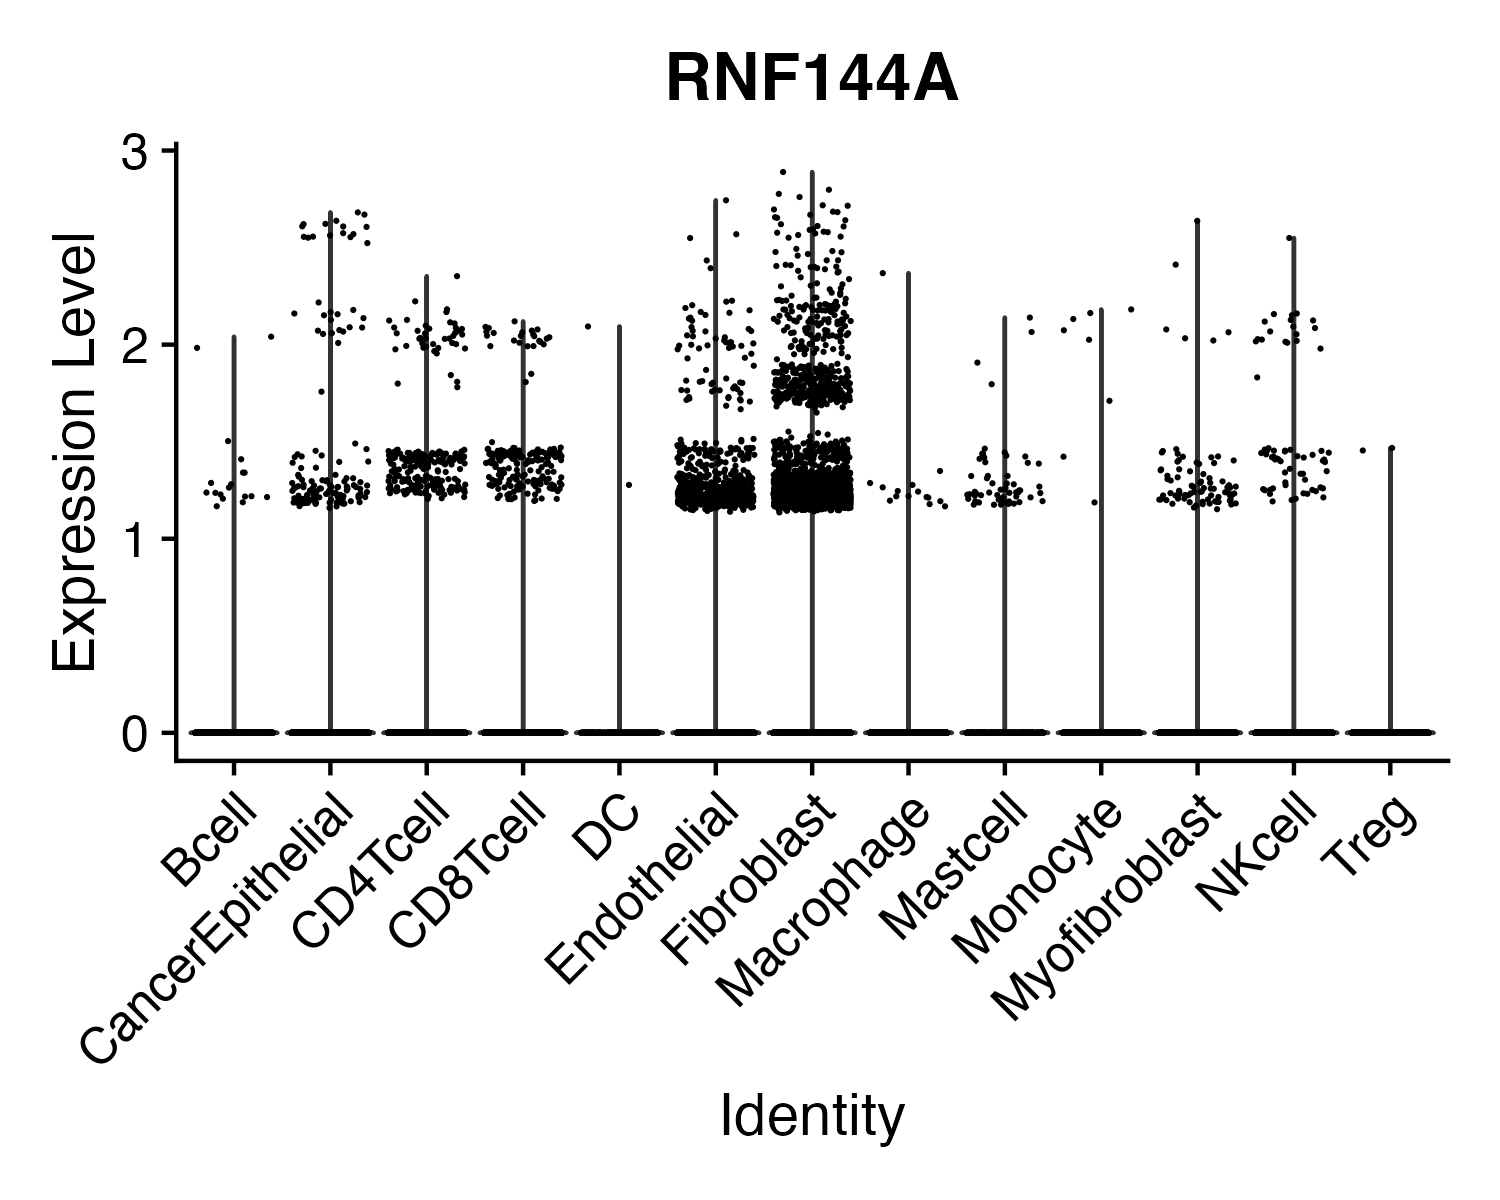 RNF144A
Expression Level
3
2
1
0
Bcell
CancerEpithelial
CD4Tcell
CD8Tcell
DC
Endothelial
Fibroblast
Macrophage
Mastcell
Monocyte
Myofibroblast
NKcell
Treg
Identity